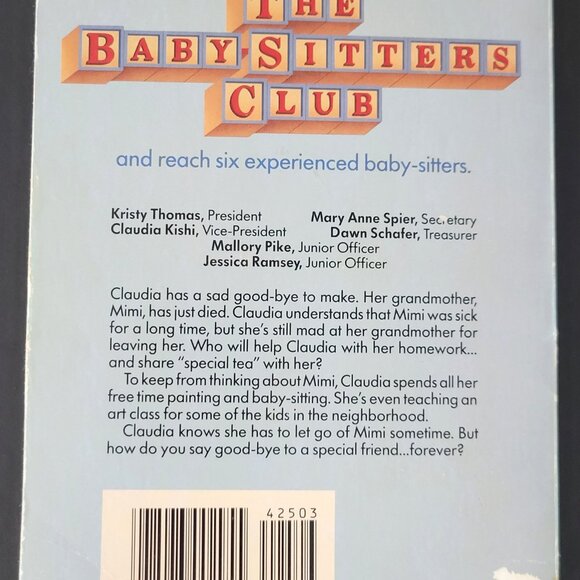 THE
BABY-SITTERS
CLUB
and reach six experienced baby-sitters.
Kristy Thomas, President Mary Anne Spier, Secretary
Claudia Kishi, Vice-President Dawn Schafer, Treasurer
Mallory Pike, Junior Officer
Jessica Ramsey, Junior Officer
Claudia has a sad good-bye to make. Her grandmother,
Mimi, has just died. Claudia understands that Mimi was sick
for a long time, but she's still mad at her grandmother for
leaving her. Who will help Claudia with her homework...
and share "special tea" with her?
To keep from thinking about Mimi, Claudia spends all her
free time painting and baby-sitting. She's even teaching an
art class for some of the kids in the neighborhood.
Claudia knows she has to let go of Mimi sometime. But
how do you say good-bye to a special friend...forever?
42503